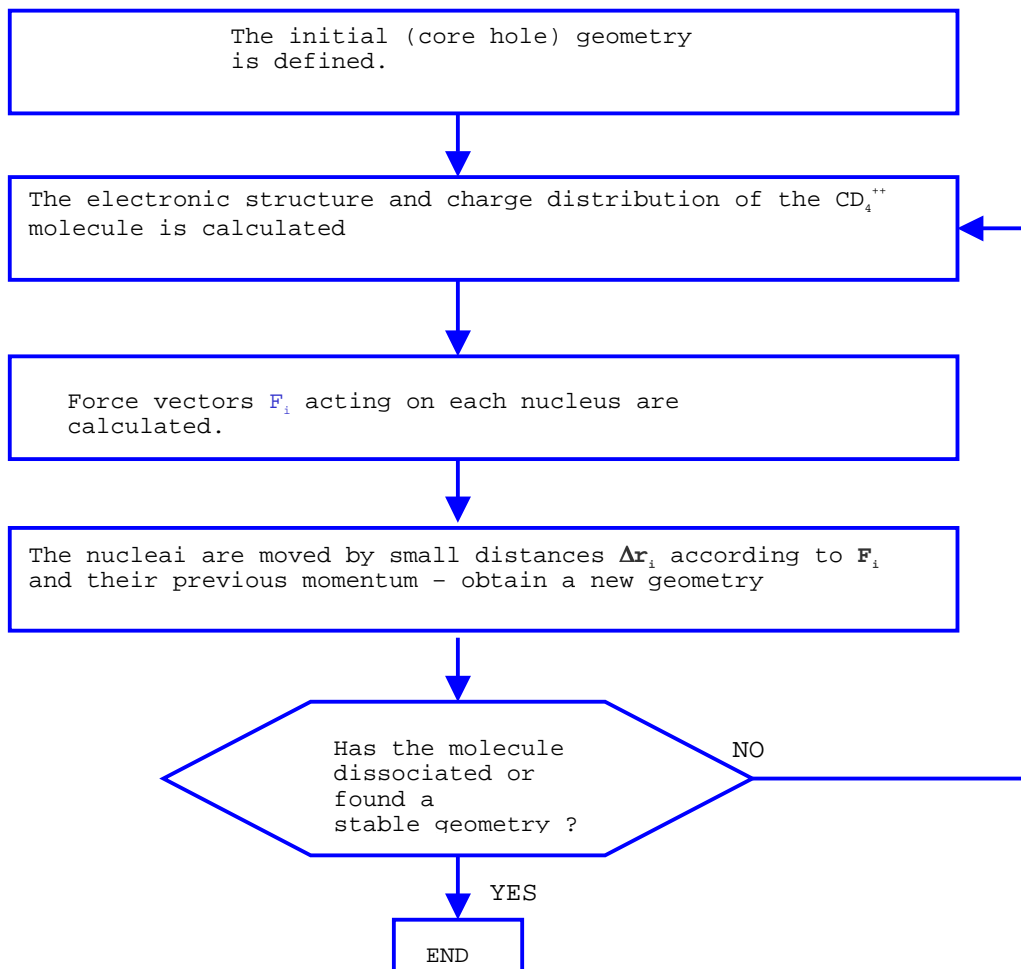 The initial (core hole) geometry
is defined.
The electronic structure and charge distribution of the CD₄⁺⁺
molecule is calculated
Force vectors Fᵢ acting on each nucleus are
calculated.
The nucleai are moved by small distances Δrᵢ according to Fᵢ
and their previous momentum – obtain a new geometry
Has the molecule
dissociated or
found a
stable geometry ?
NO
YES
END